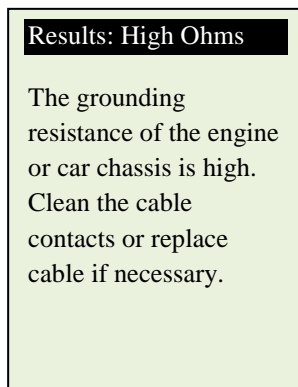 Results: High Ohms
The grounding
resistance of the engine
or car chassis is high.
Clean the cable
contacts or replace
cable if necessary.